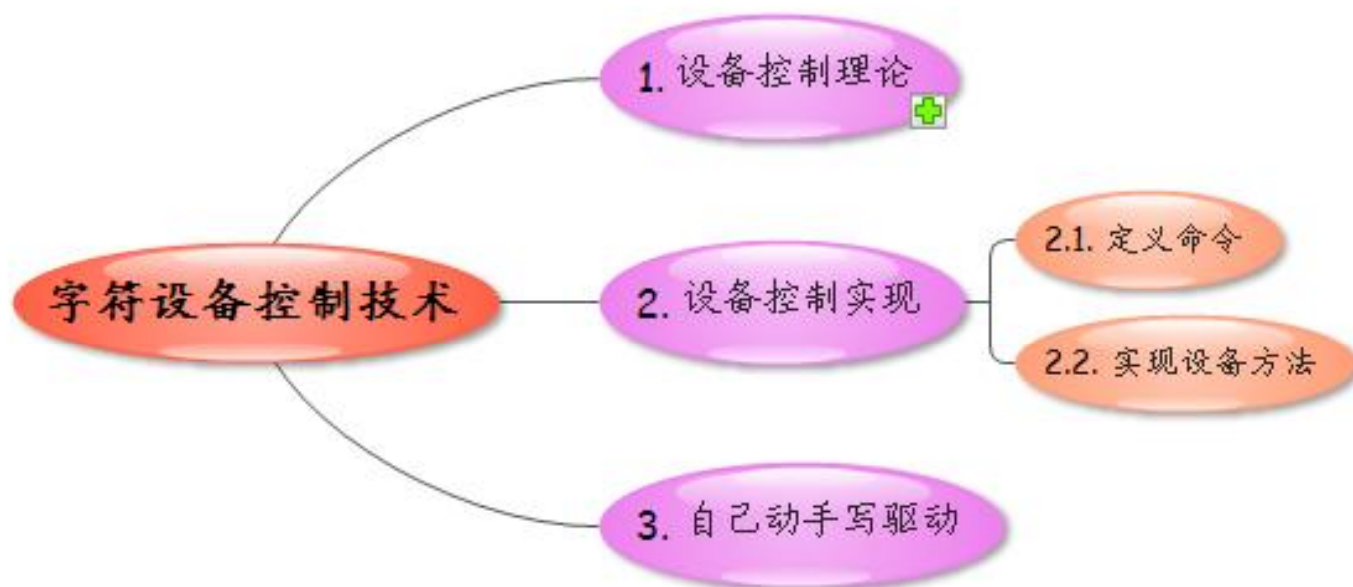 1. 设备控制理论
2.1. 定义命令
字符设备控制技术
2. 设备控制实现
2.2. 实现设备方法
3. 自己动手写驱动